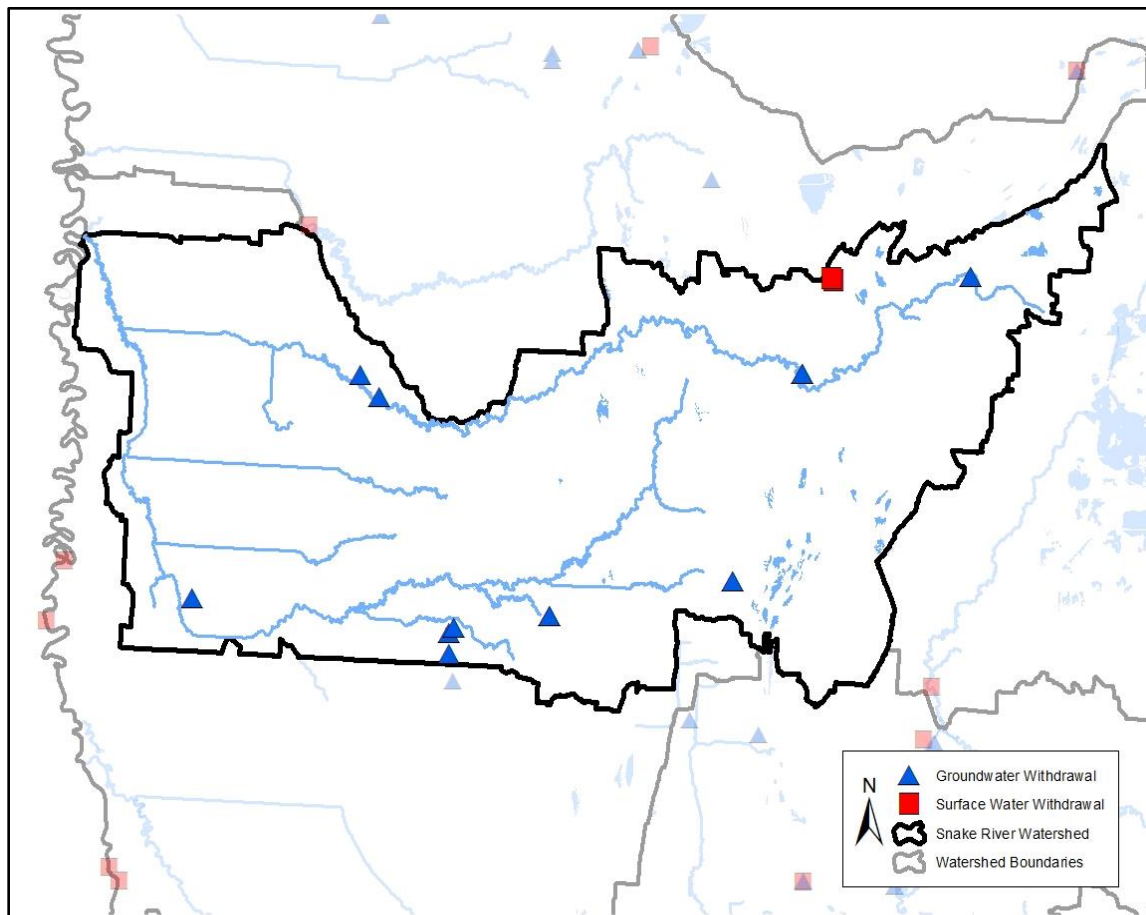 Groundwater Withdrawal
N
Surface Water Withdrawal
Snake River Watershed
Watershed Boundaries